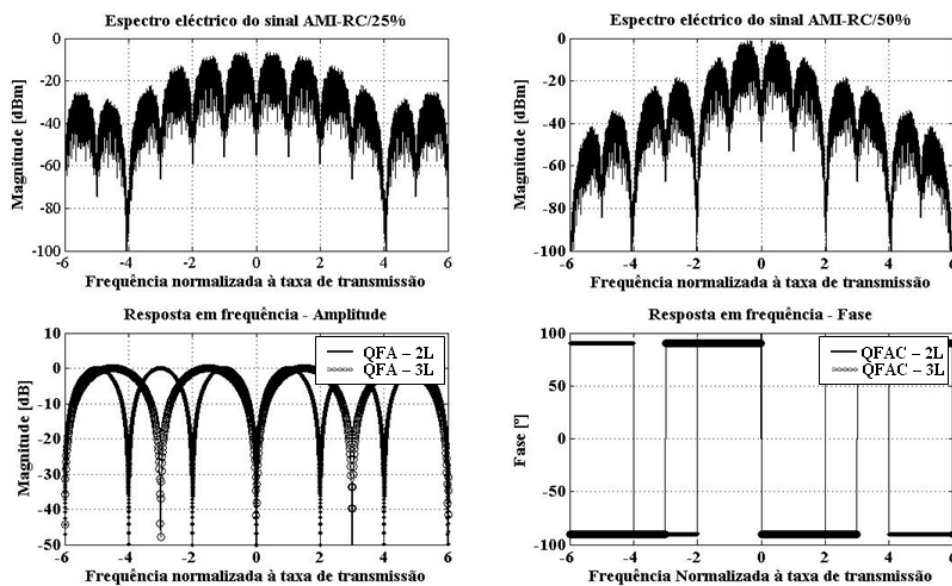 Espectro eléctrico do sinal AMI-RC/25%
Magnitude [dBm]
0
-20
-40
-60
-80
-100
-6 -4 -2 0 2 4 6
Frequência normalizada à taxa de transmissão
Espectro eléctrico do sinal AMI-RC/50%
Magnitude [dBm]
0
-20
-40
-60
-80
-100
-6 -4 -2 0 2 4 6
Frequência normalizada à taxa de transmissão
Resposta em frequência - Amplitude
Magnitude [dB]
10
0
-10
-20
-30
-40
-50
QFA – 2L
QFA – 3L
-6 -4 -2 0 2 4 6
Frequência normalizada à taxa de transmissão
Resposta em frequência - Fase
Fase [º]
100
50
0
-50
-100
QFAC – 2L
QFAC – 3L
-6 -4 -2 0 2 4 6
Frequência Normalizada à taxa de transmissão